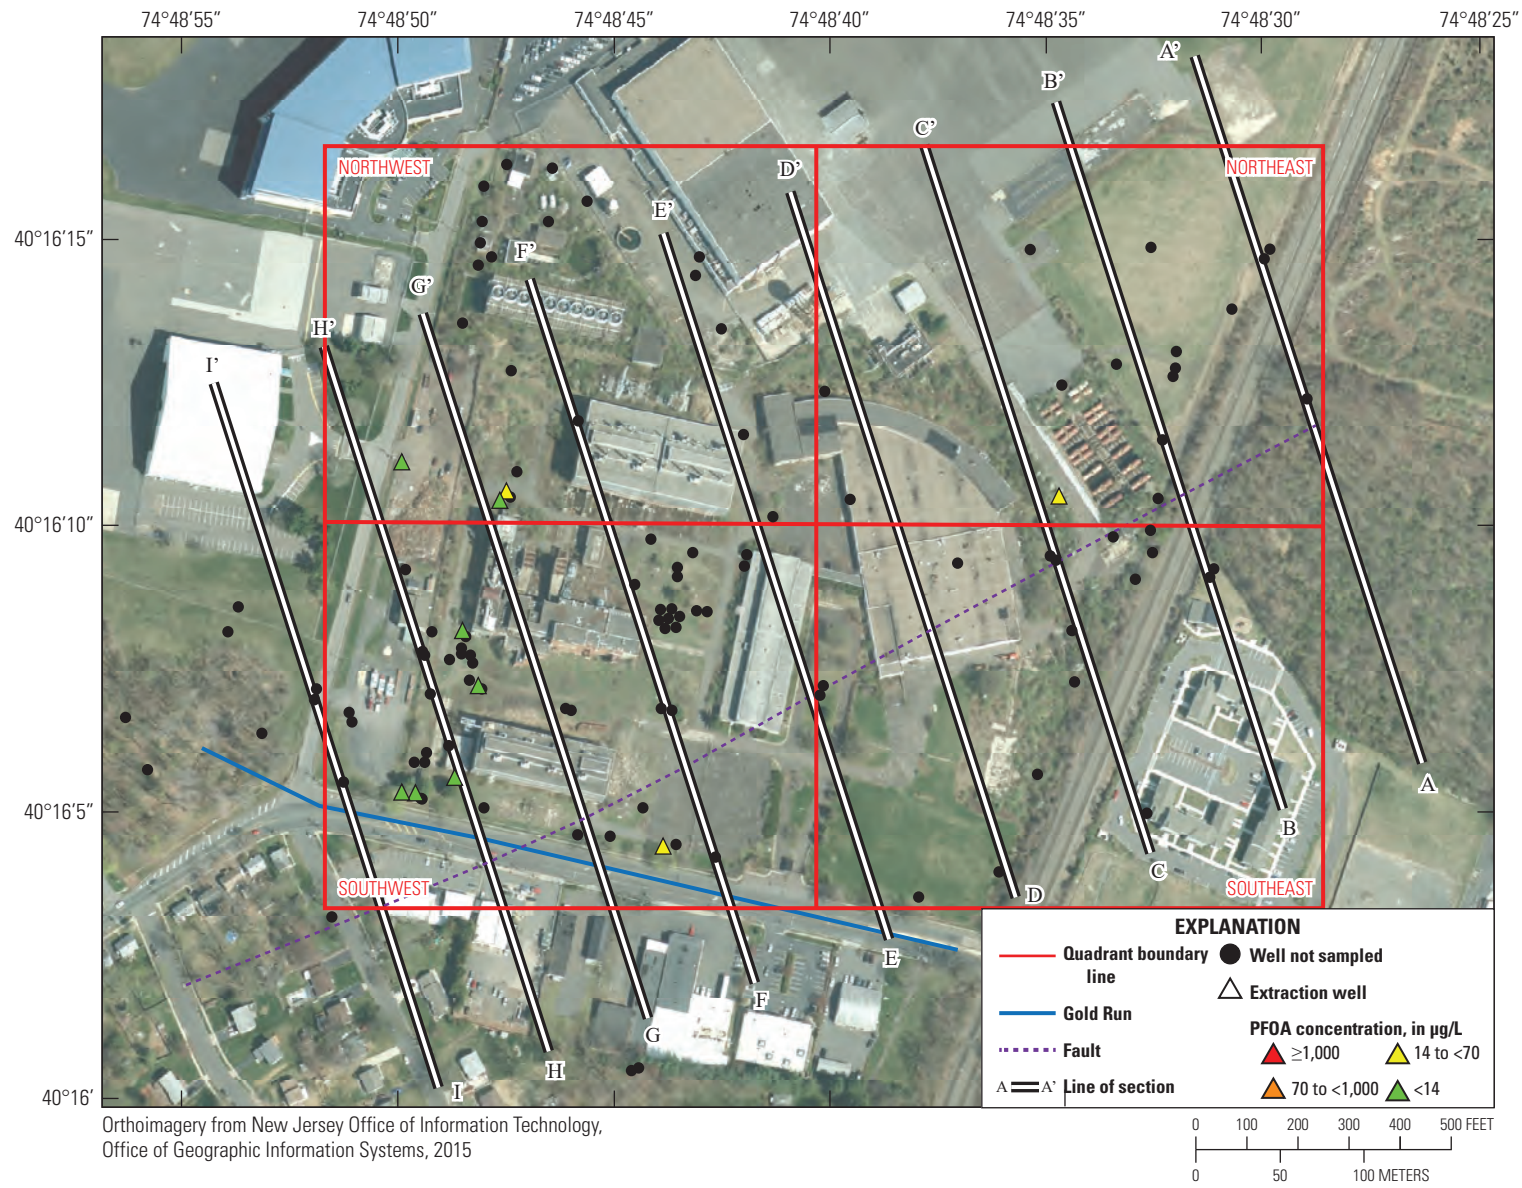 74°48'55" 74°48'50" 74°48'45" 74°48'40" 74°48'35" 74°48'30" 74°48'25"
A'
B'
C'
NORTHWEST
D'
NORTHEAST
E'
40°16'15"
F'
G'
H'
I'
40°16'10"
A
40°16'5"
B
C
SOUTHWEST
D
SOUTHEAST
E
F
G
H
I
40°16'
EXPLANATION
Quadrant boundary
line
Gold Run
Fault
A A' Line of section
Well not sampled
Extraction well
PFOA concentration, in µg/L
≥1,000
14 to <70
70 to <1,000
<14
Orthoimagery from New Jersey Office of Information Technology,
Office of Geographic Information Systems, 2015
0 100 200 300 400 500 FEET
0 50 100 METERS